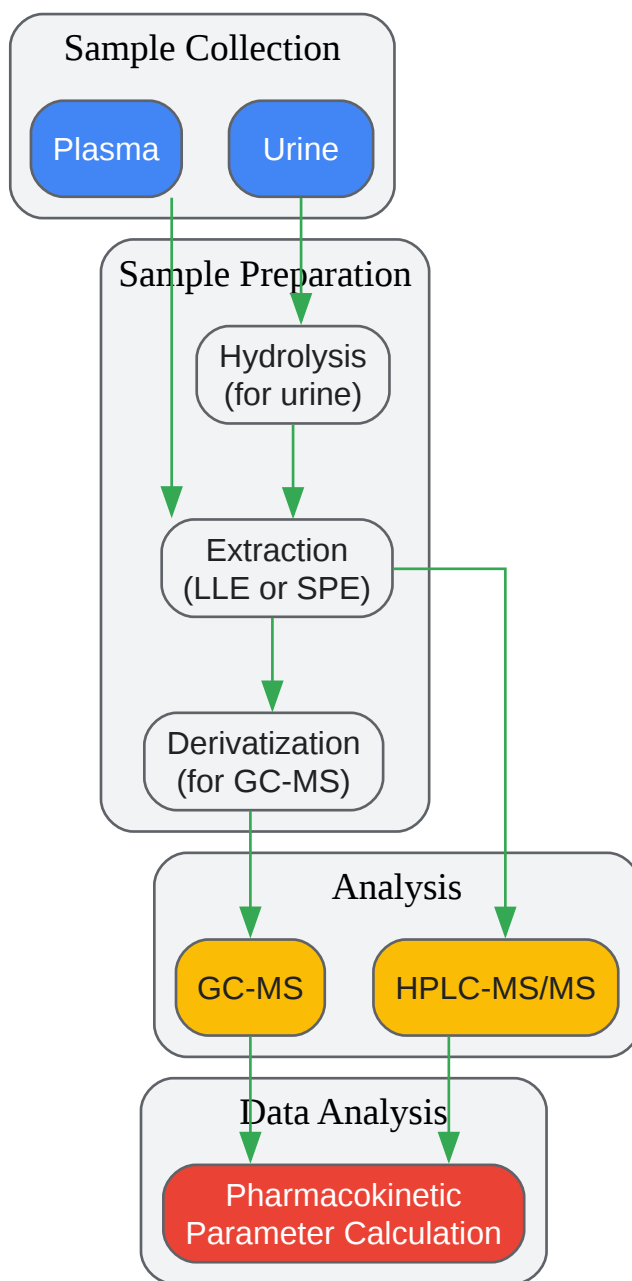 Sample Collection
Plasma
Urine
Sample Preparation
Hydrolysis
(for urine)
Extraction
(LLE or SPE)
Derivatization
(for GC-MS)
Analysis
GC-MS
HPLC-MS/MS
Data Analysis
Pharmacokinetic
Parameter Calculation